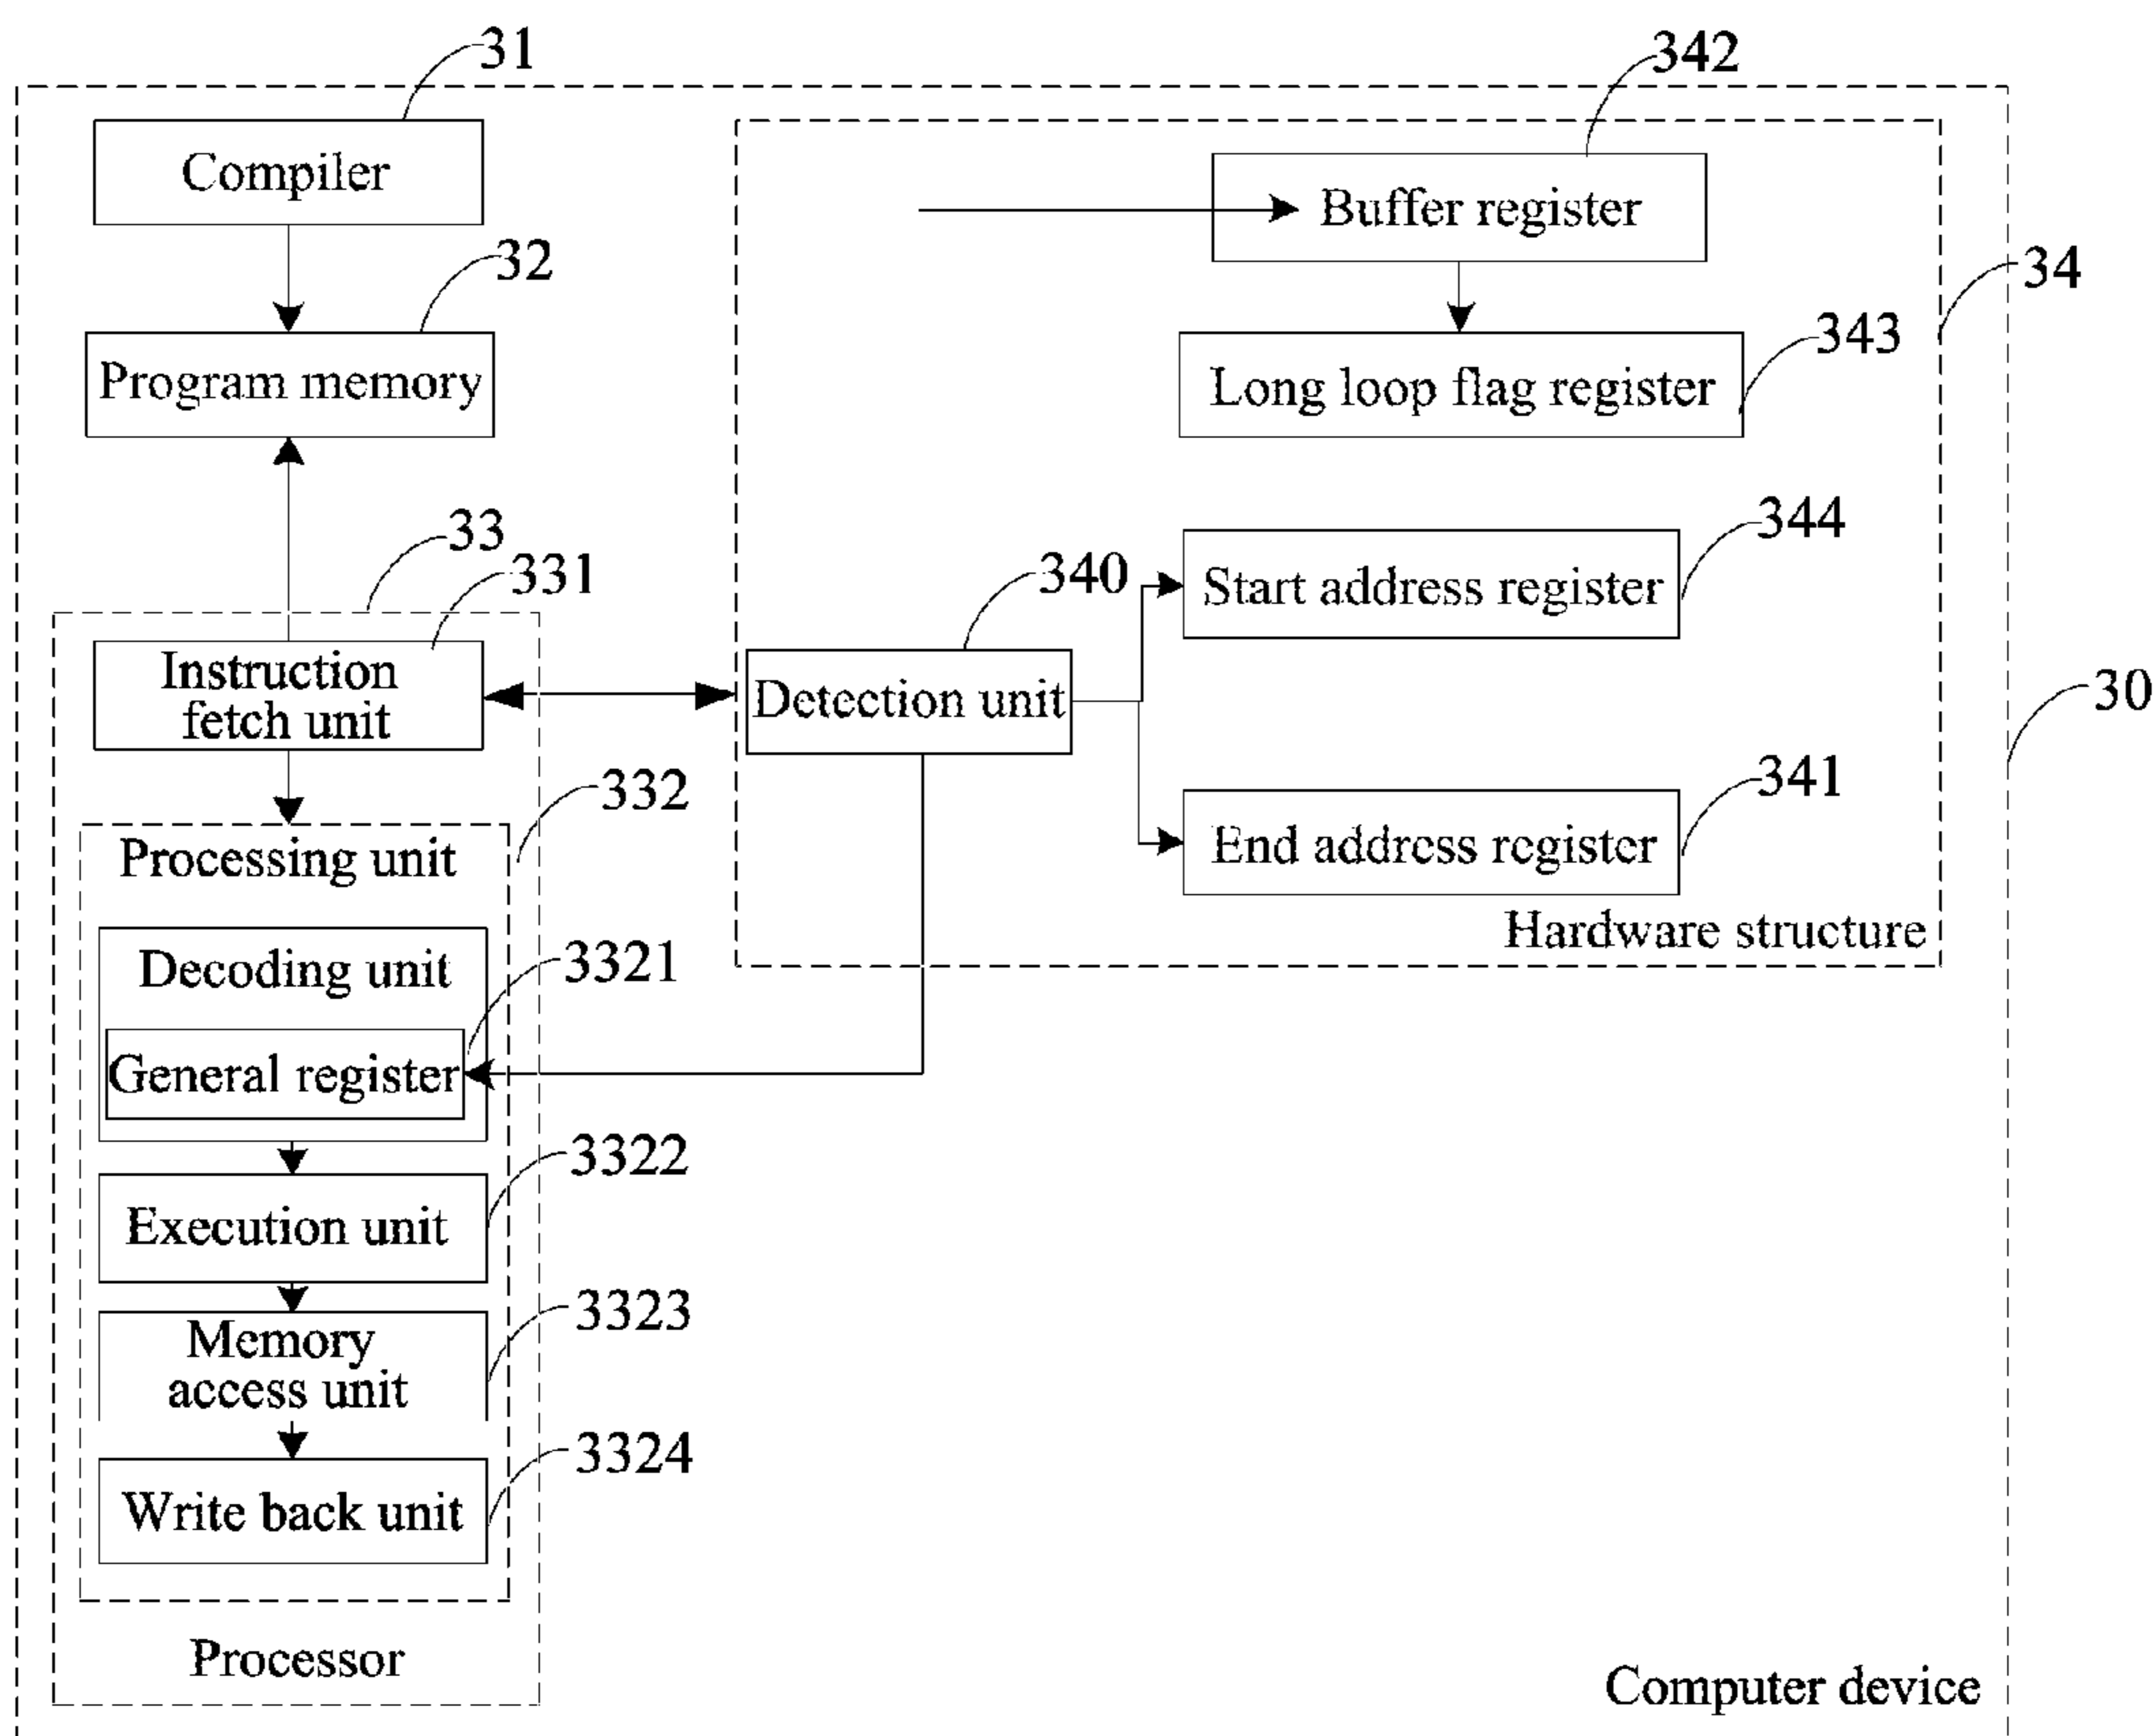 31
342
Compiler
Buffer register
32
34
343
Program memory
Long loop flag register
33
331
344
340
Start address register
Instruction
fetch unit
Detection unit
30
332
341
Processing unit
End address register
Hardware structure
Decoding unit
3321
General register
3322
Execution unit
3323
Memory
access unit
3324
Write back unit
Processor
Computer device